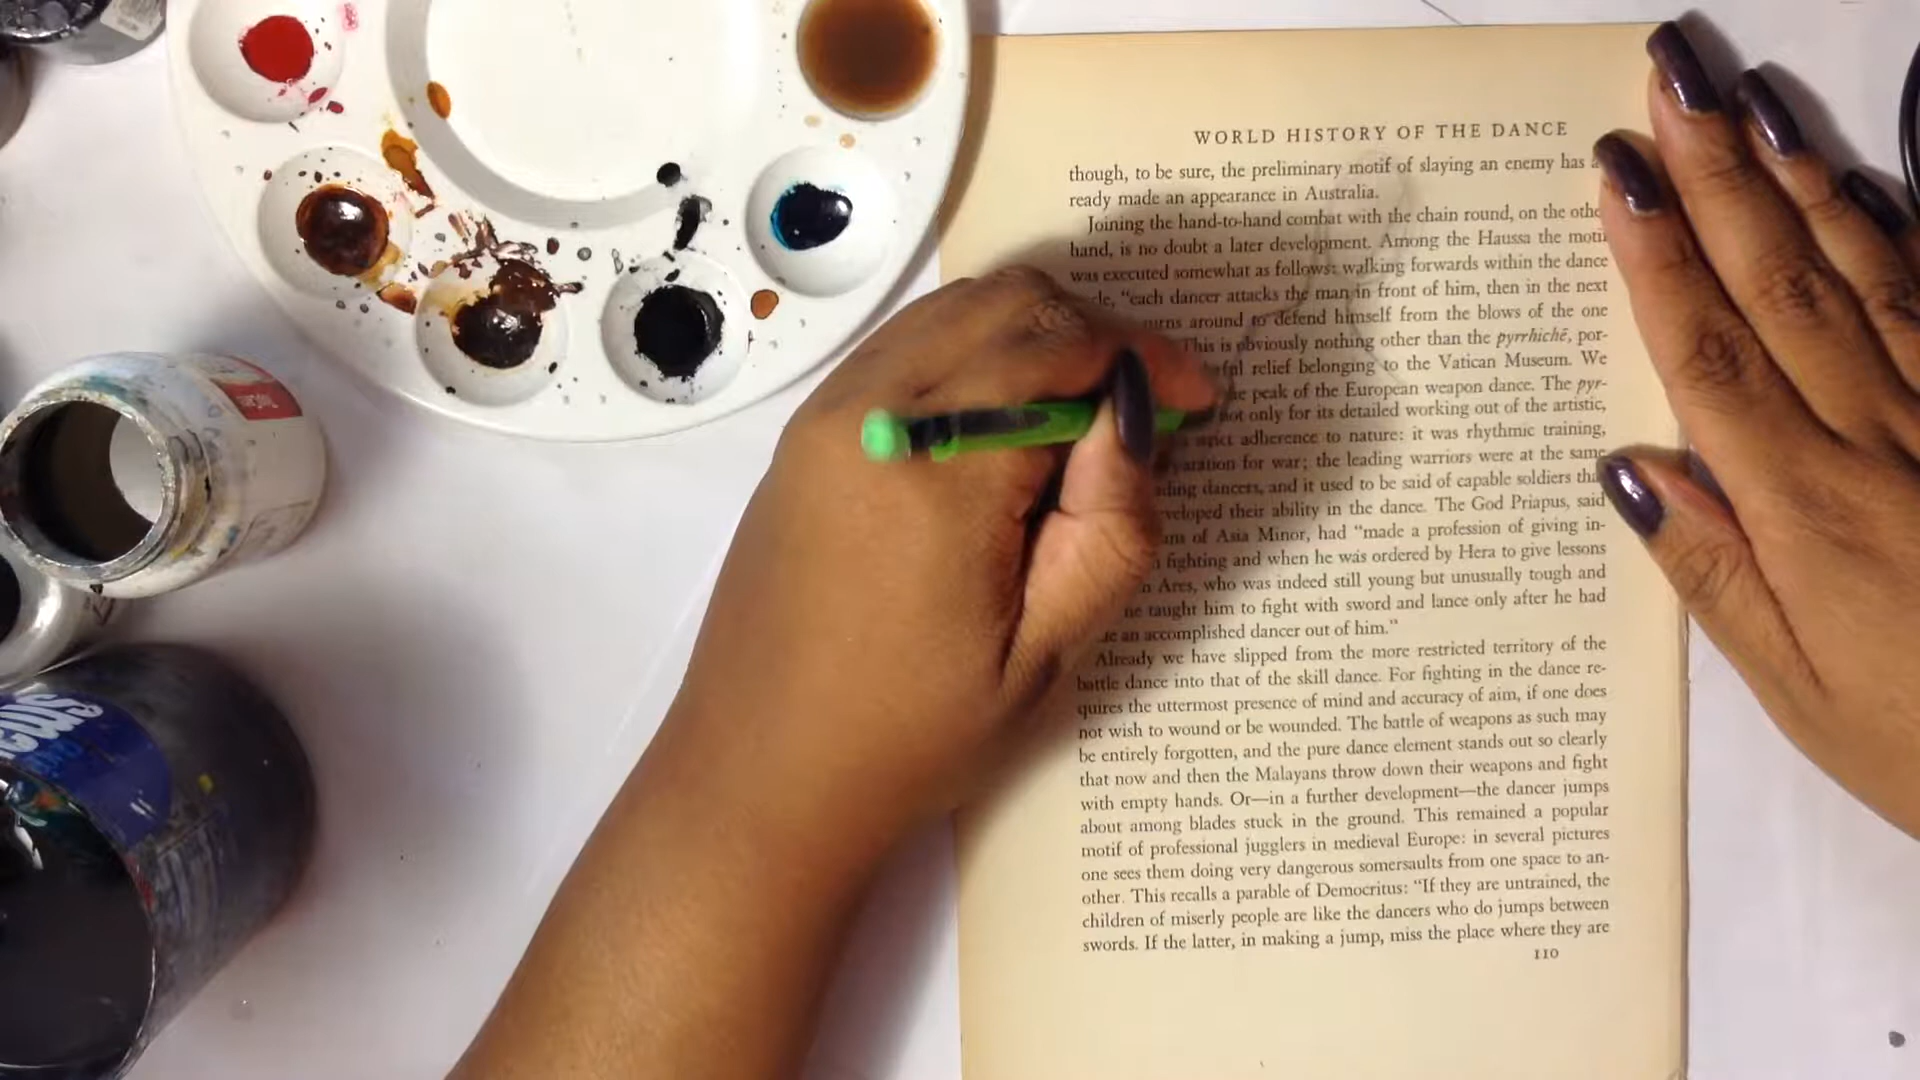 WORLD HISTORY OF THE DANCE
though, to be sure, the preliminary motif of slaying an enemy has
ready made an appearance in Australia.
Joining the hand-to-hand combat with the chain round, on the
hand, is no doubt a later development. Among the Haussa the
was executed somewhat as follows: walking forwards within the dance
“each dancer attacks the man in front of him, then in the next
around to defend himself from the blows of the one
This is obviously nothing other than the pyrrhichē, por-
relief belonging to the Vatican Museum. We
peak of the European weapon dance. The pyr-
not only for its detailed working out of the artistic,
adherence to nature: it was rhythmic training,
for war; the leading warriors were at the same
dancers, and it used to be said of capable soldiers
their ability in the dance. The God Priapus, said
of Asia Minor, had “made a profession of giving in-
fighting and when he was ordered by Hera to give lessons
Ares, who was indeed still young but unusually tough and
taught him to fight with sword and lance only after he had
an accomplished dancer out of him.”
Already we have slipped from the more restricted territory of the
battle dance into that of the skill dance. For fighting in the dance re-
quires the uttermost presence of mind and accuracy of aim, if one does
not wish to wound or be wounded. The battle of weapons as such may
be entirely forgotten, and the pure dance element stands out so clearly
that now and then the Malayans throw down their weapons and fight
with empty hands. Or—in a further development—the dancer jumps
about among blades stuck in the ground. This remained a popular
motif of professional jugglers in medieval Europe: in several pictures
one sees them doing very dangerous somersaults from one space to an-
other. This recalls a parable of Democritus: “If they are untrained, the
children of miserly people are like the dancers who do jumps between
swords. If the latter, in making a jump, miss the place where they are
110